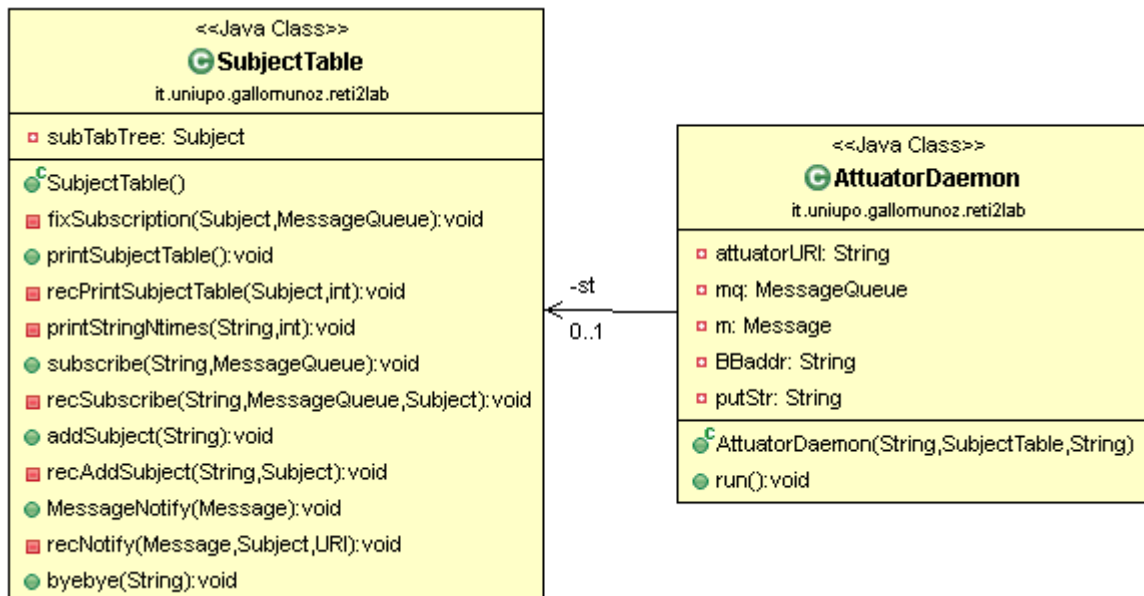 <<Java Class>>
SubjectTable
it.uniupo.gallomunoz.reti2lab
subTabTree: Subject
SubjectTable()
fixSubscription(Subject,MessageQueue):void
printSubjectTable():void
recPrintSubjectTable(Subject,int):void
printStringNtimes(String,int):void
subscribe(String,MessageQueue):void
recSubscribe(String,MessageQueue,Subject):void
addSubject(String):void
recAddSubject(String,Subject):void
MessageNotify(Message):void
recNotify(Message,Subject,URI):void
byebye(String):void
-st
0..1
<<Java Class>>
AttuatorDaemon
it.uniupo.gallomunoz.reti2lab
attuatorURI: String
mq: MessageQueue
m: Message
BBaddr: String
putStr: String
AttuatorDaemon(String,SubjectTable,String)
run():void